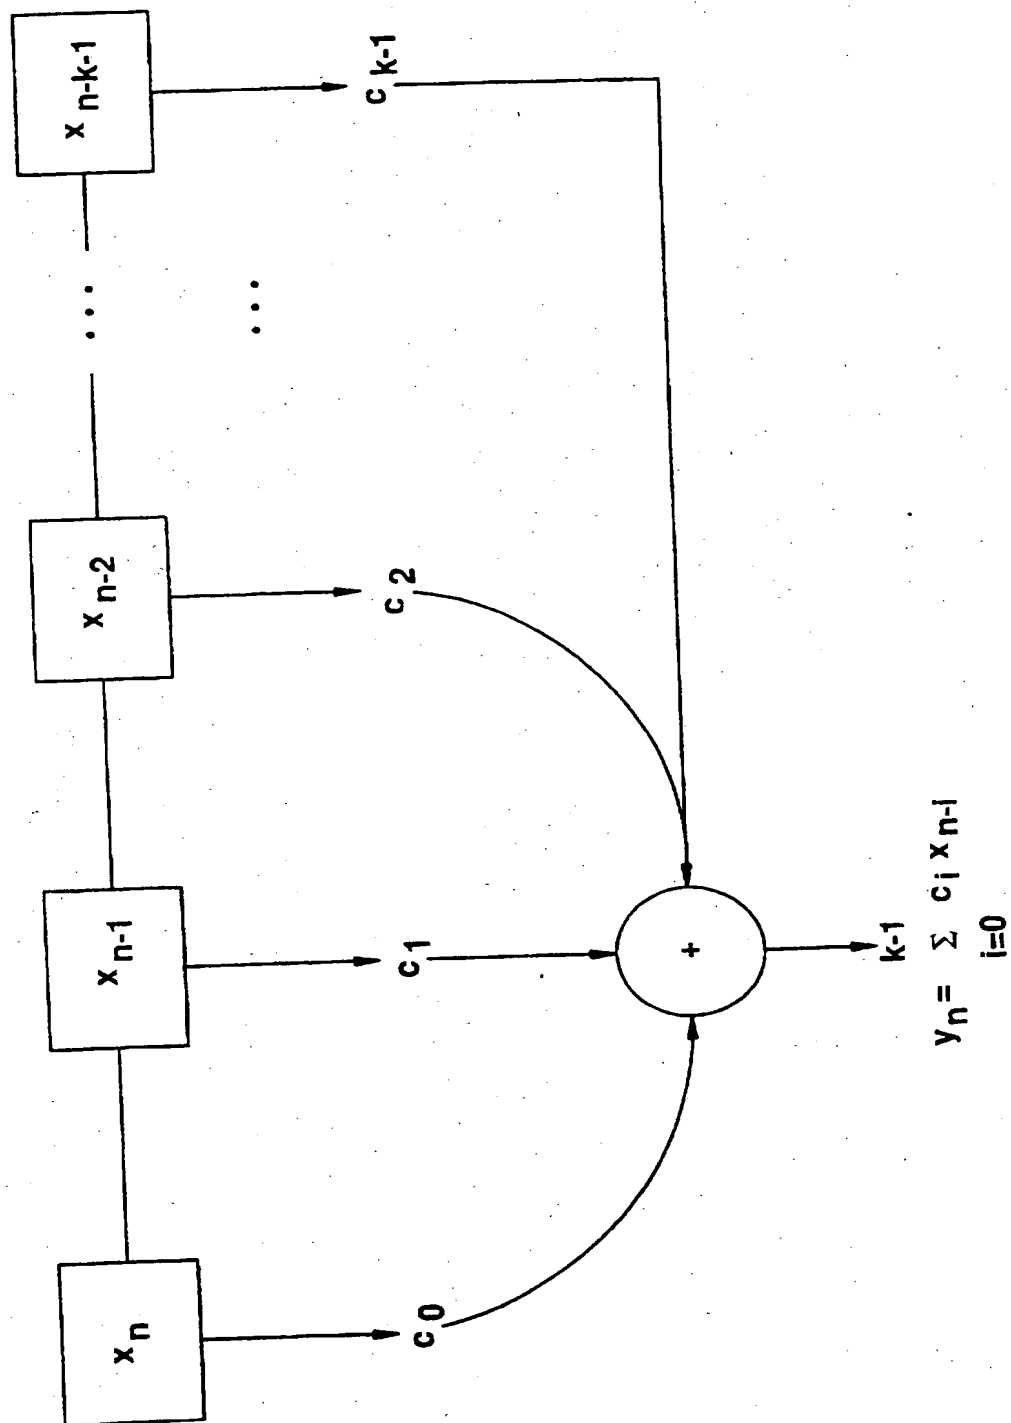 x n
x n-1
x n-2
...
x n-k-1
c 0
c 1
c 2
...
c k-1
+
k-1
y n = Σ c i x n-i
i=0